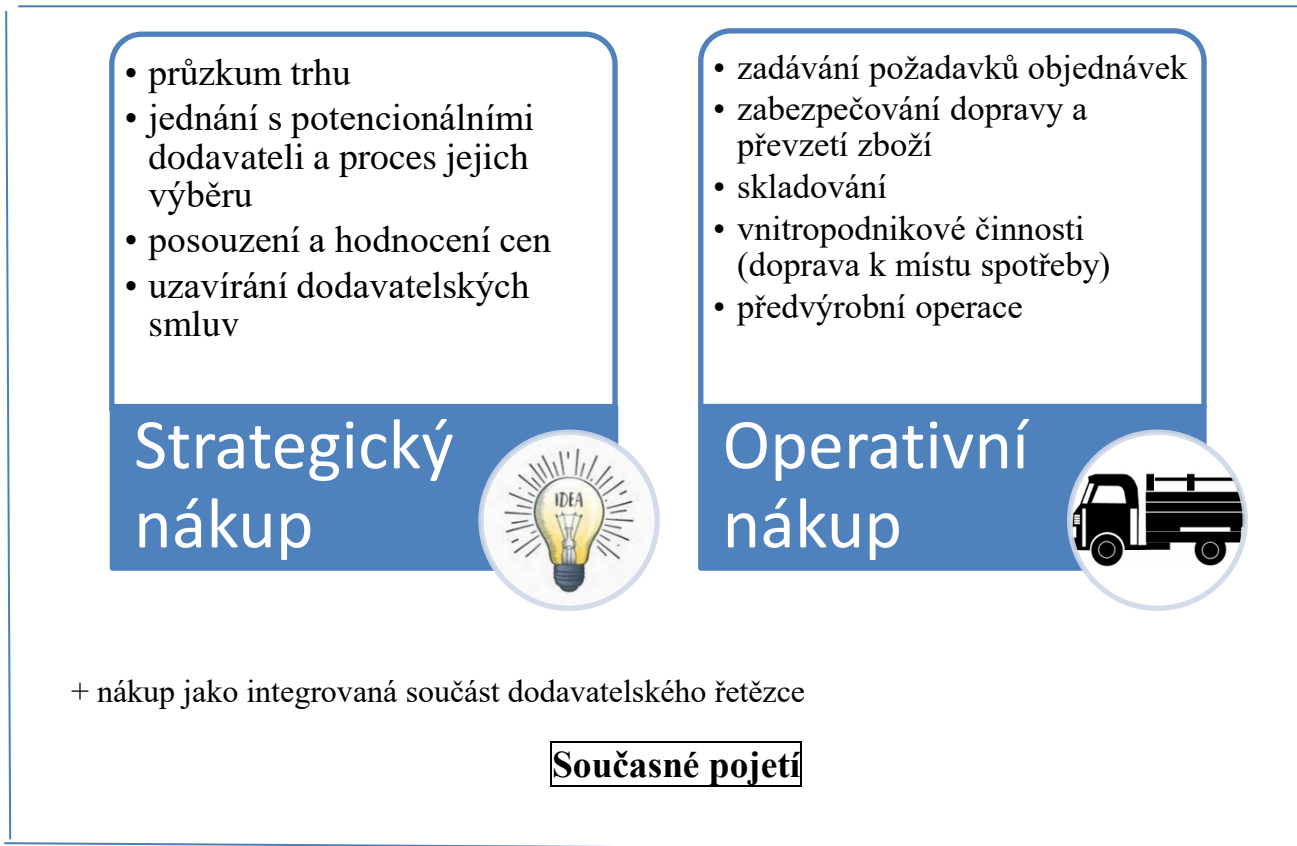 • průzkum trhu
• jednání s potencionálními
dodavateli a proces jejich
výběru
• posouzení a hodnocení cen
• uzavírání dodavatelských
smluv
Strategický
nákup
IDEA
• zadávání požadavků objednávek
• zabezpečování dopravy a
převzetí zboží
• skladování
• vnitropodnikové činnosti
(doprava k místu spotřeby)
• předvýrobní operace
Operativní
nákup
+ nákup jako integrovaná součást dodavatelského řetězce
Současné pojetí